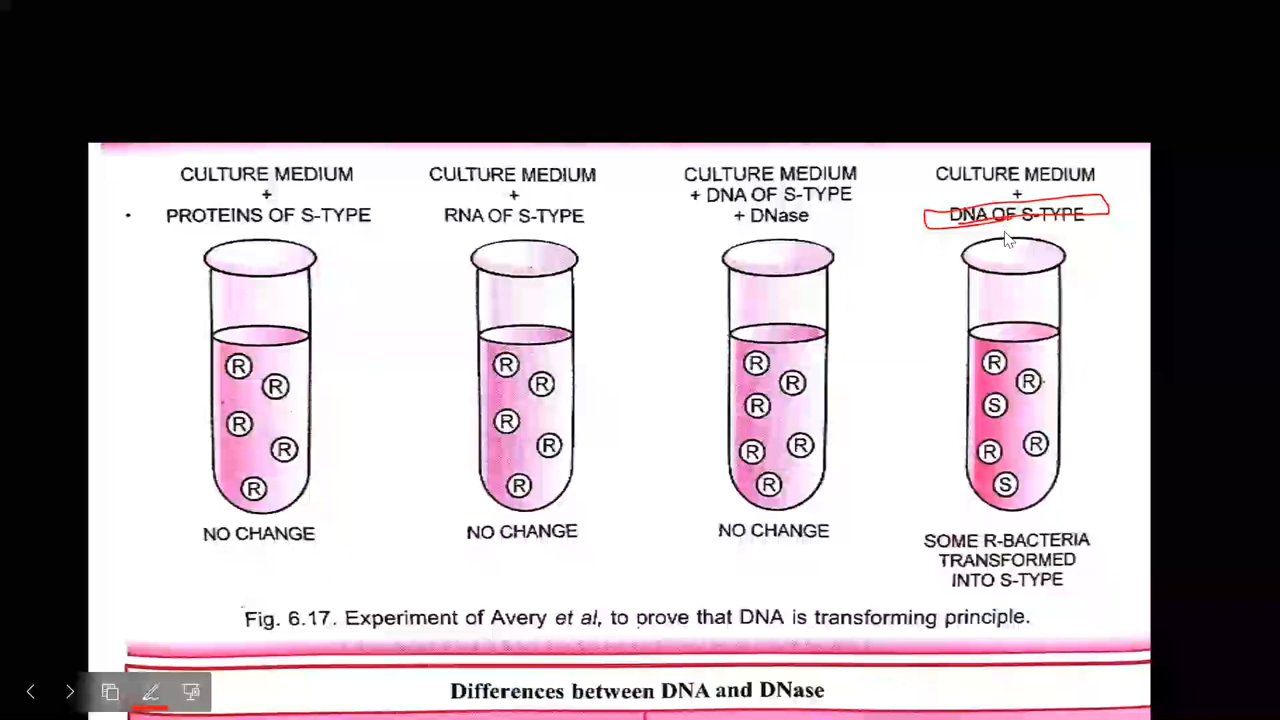 CULTURE MEDIUM
+
PROTEINS OF S-TYPE
CULTURE MEDIUM
+
RNA OF S-TYPE
CULTURE MEDIUM
+ DNA OF S-TYPE
+ DNase
CULTURE MEDIUM
+
DNA OF S-TYPE
R
R
R
R
R
NO CHANGE
R
R
R
R
R
NO CHANGE
R
R
R
R
R
R
NO CHANGE
R
R
S
R
R
S
SOME R-BACTERIA
TRANSFORMED
INTO S-TYPE
Fig. 6.17. Experiment of Avery et al, to prove that DNA is transforming principle.
Differences between DNA and DNase